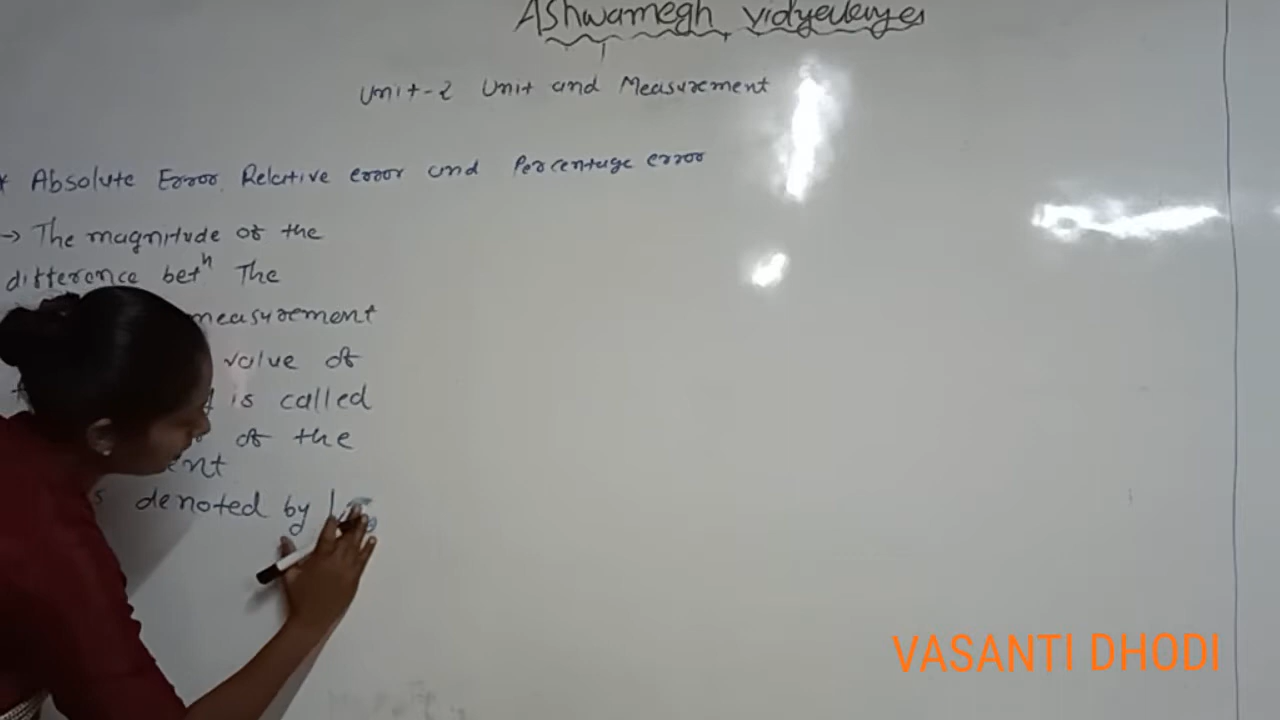 Ashwamegh vidyalaya
Unit-2 Unit and Measurement
* Absolute Error Relative error and Percentage error
→ The magnitude of the
difference betⁿ The
measurement
value of
is called
of the
denoted by
VASANTI DHODI